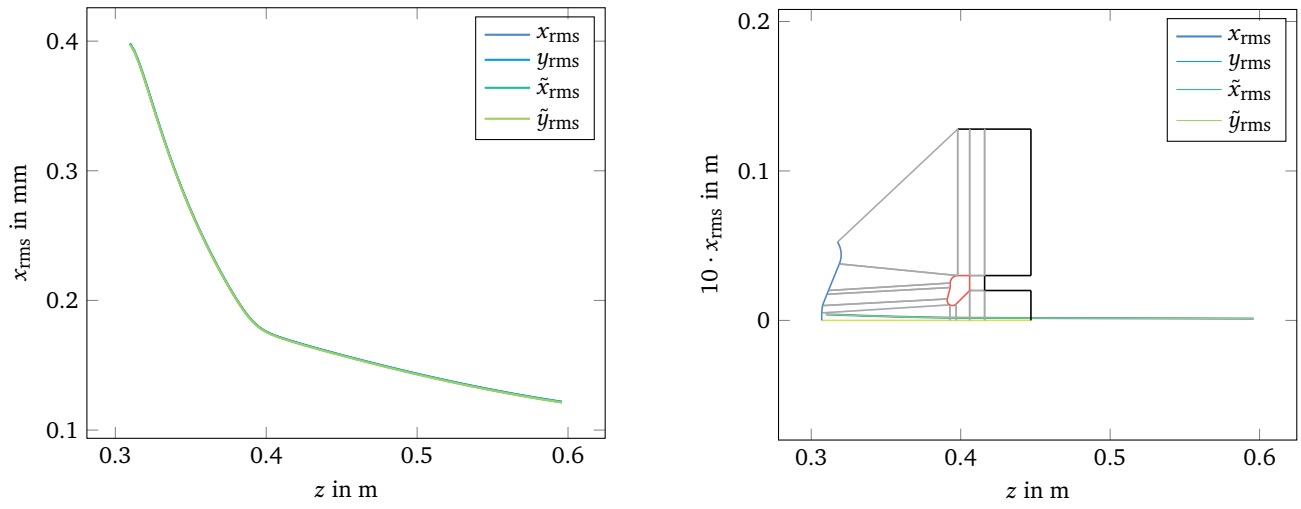 0.4
0.3
0.2
0.1
x_rms in mm
0.3 0.4 0.5 0.6
z in m
x_rms
y_rms
x̃_rms
ỹ_rms
0.2
0.1
0
10 · x_rms in m
0.3 0.4 0.5 0.6
z in m
x_rms
y_rms
x̃_rms
ỹ_rms